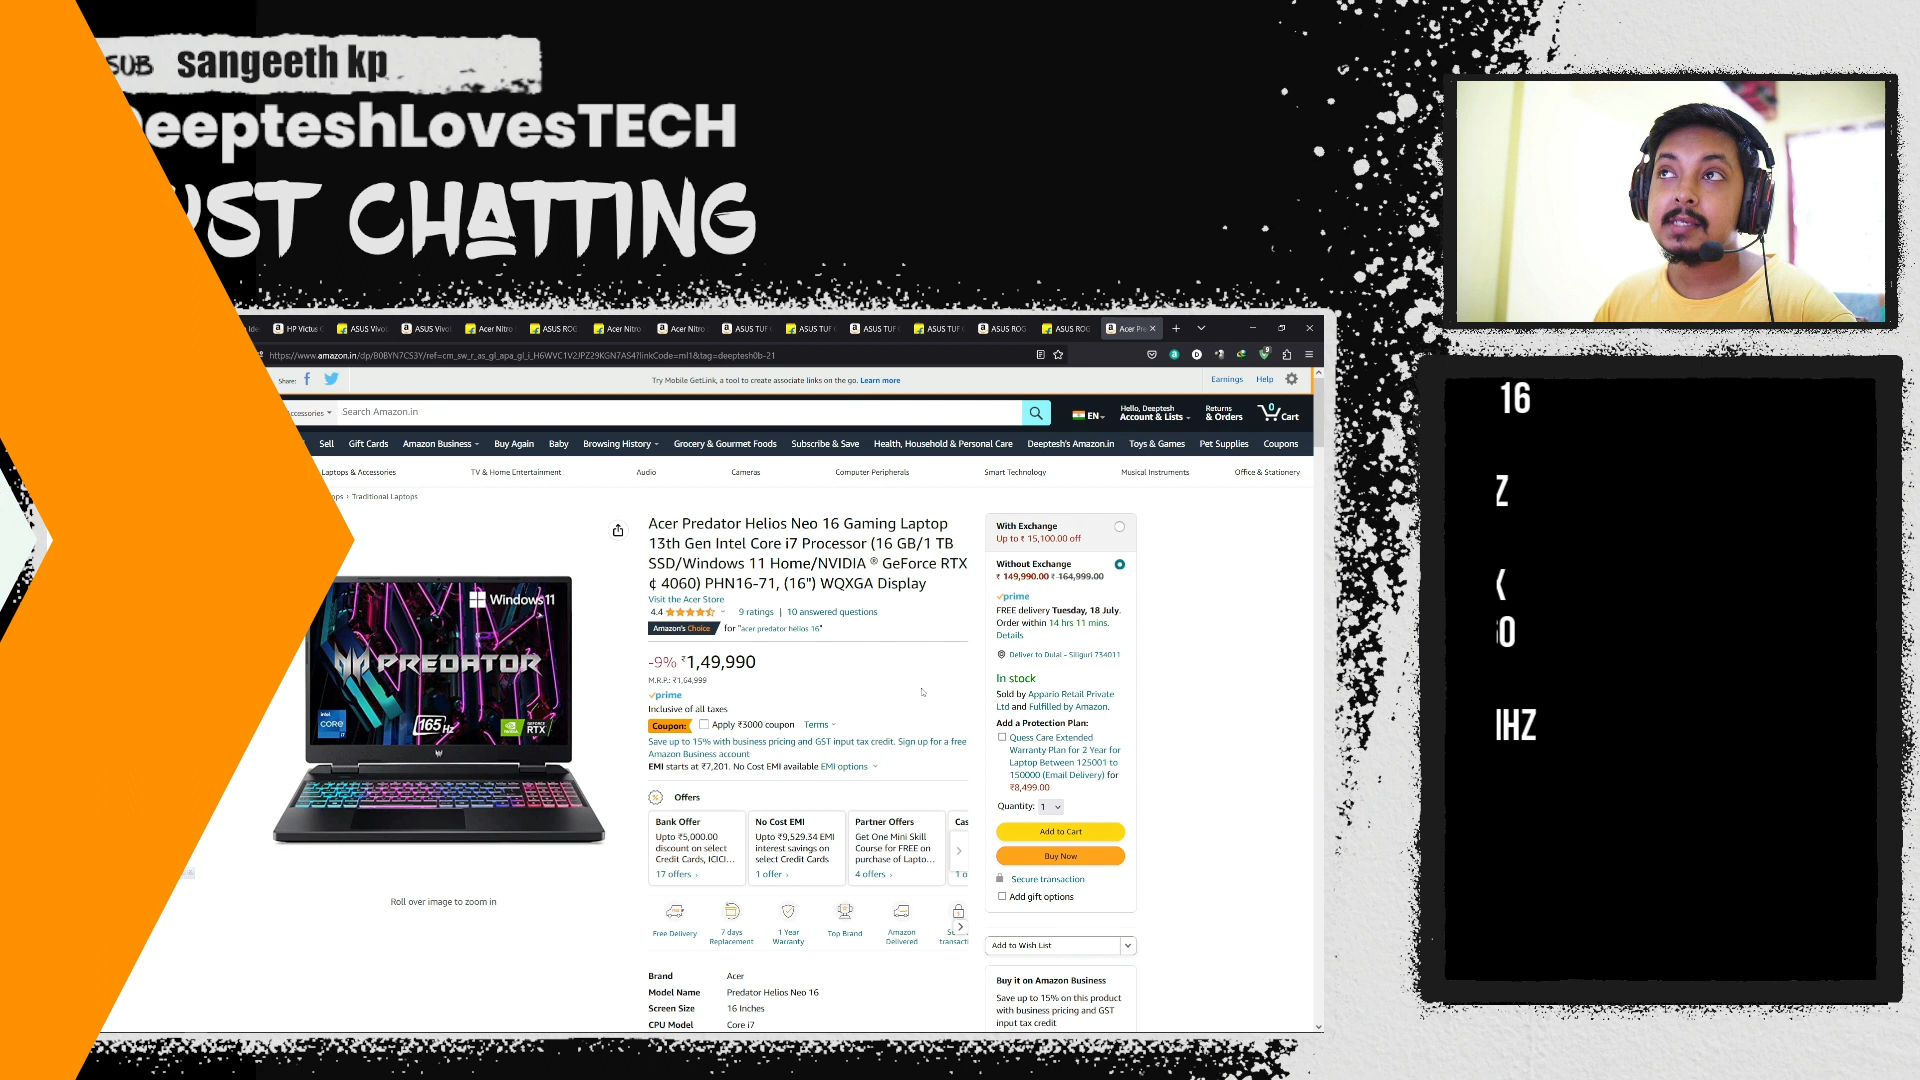 SUB sangeeth kp
DeepteshLovesTECH
JUST CHATTING
HP Victus
ASUS Vivo
ASUS Vivo
Acer Nitro
ASUS ROG
Acer Nitro
Acer Nitro
ASUS TUF
ASUS TUF
ASUS TUF
ASUS TUF
ASUS ROG
ASUS ROG
Acer Pre
https://www.amazon.in/dp/B0BYN7CS3Y/ref=cm_sw_r_as_gl_apa_gl_i_H6WVC1V2JPZ29KGN7AS4?linkCode=ml1&tag=deeptesh0b-21
Share:
Try Mobile GetLink, a tool to create associate links on the go. Learn more
Earnings Help
ccessories
Search Amazon.in
EN
Hello, Deeptesh
Account & Lists
Returns
& Orders
0
Cart
Sell Gift Cards Amazon Business Buy Again Baby Browsing History Grocery & Gourmet Foods Subscribe & Save Health, Household & Personal Care Deeptesh's Amazon.in Toys & Games Pet Supplies Coupons
Laptops & Accessories TV & Home Entertainment Audio Cameras Computer Peripherals Smart Technology Musical Instruments Office & Stationery
ops › Traditional Laptops
Windows 11
PREDATOR
intel
CORE
i7
165Hz
GEFORCE
RTX
Roll over image to zoom in
Acer Predator Helios Neo 16 Gaming Laptop
13th Gen Intel Core i7 Processor (16 GB/1 TB
SSD/Windows 11 Home/NVIDIA ® GeForce RTX
¢ 4060) PHN16-71, (16") WQXGA Display
Visit the Acer Store
4.4
9 ratings | 10 answered questions
Amazon's Choice for "acer predator helios 16"
-9% ₹1,49,990
M.R.P.: ₹1,64,999
prime
Inclusive of all taxes
Coupon: Apply ₹3000 coupon Terms
Save up to 15% with business pricing and GST input tax credit. Sign up for a free
Amazon Business account
EMI starts at ₹7,201. No Cost EMI available EMI options
Offers
Bank Offer
Upto ₹5,000.00
discount on select
Credit Cards, ICICI...
17 offers ›
No Cost EMI
Upto ₹9,529.34 EMI
interest savings on
select Credit Cards
1 offer ›
Partner Offers
Get One Mini Skill
Course for FREE on
purchase of Lapto...
4 offers ›
Cas
1 o
Free Delivery
7 days
Replacement
1 Year
Warranty
Top Brand
Amazon
Delivered
transacti
Brand Acer
Model Name Predator Helios Neo 16
Screen Size 16 Inches
CPU Model Core i7
With Exchange
Up to ₹ 15,100.00 off
Without Exchange
₹ 149,990.00 ₹ 164,999.00
prime
FREE delivery Tuesday, 18 July.
Order within 14 hrs 11 mins.
Details
Deliver to Dulal - Siliguri 734011
In stock
Sold by Appario Retail Private
Ltd and Fulfilled by Amazon.
Add a Protection Plan:
Quess Care Extended
Warranty Plan for 2 Year for
Laptop Between 125001 to
150000 (Email Delivery) for
₹8,499.00
Quantity: 1
Add to Cart
Buy Now
Secure transaction
Add gift options
Add to Wish List
Buy it on Amazon Business
Save up to 15% on this product
with business pricing and GST
input tax credit
16
Z
0
HZ